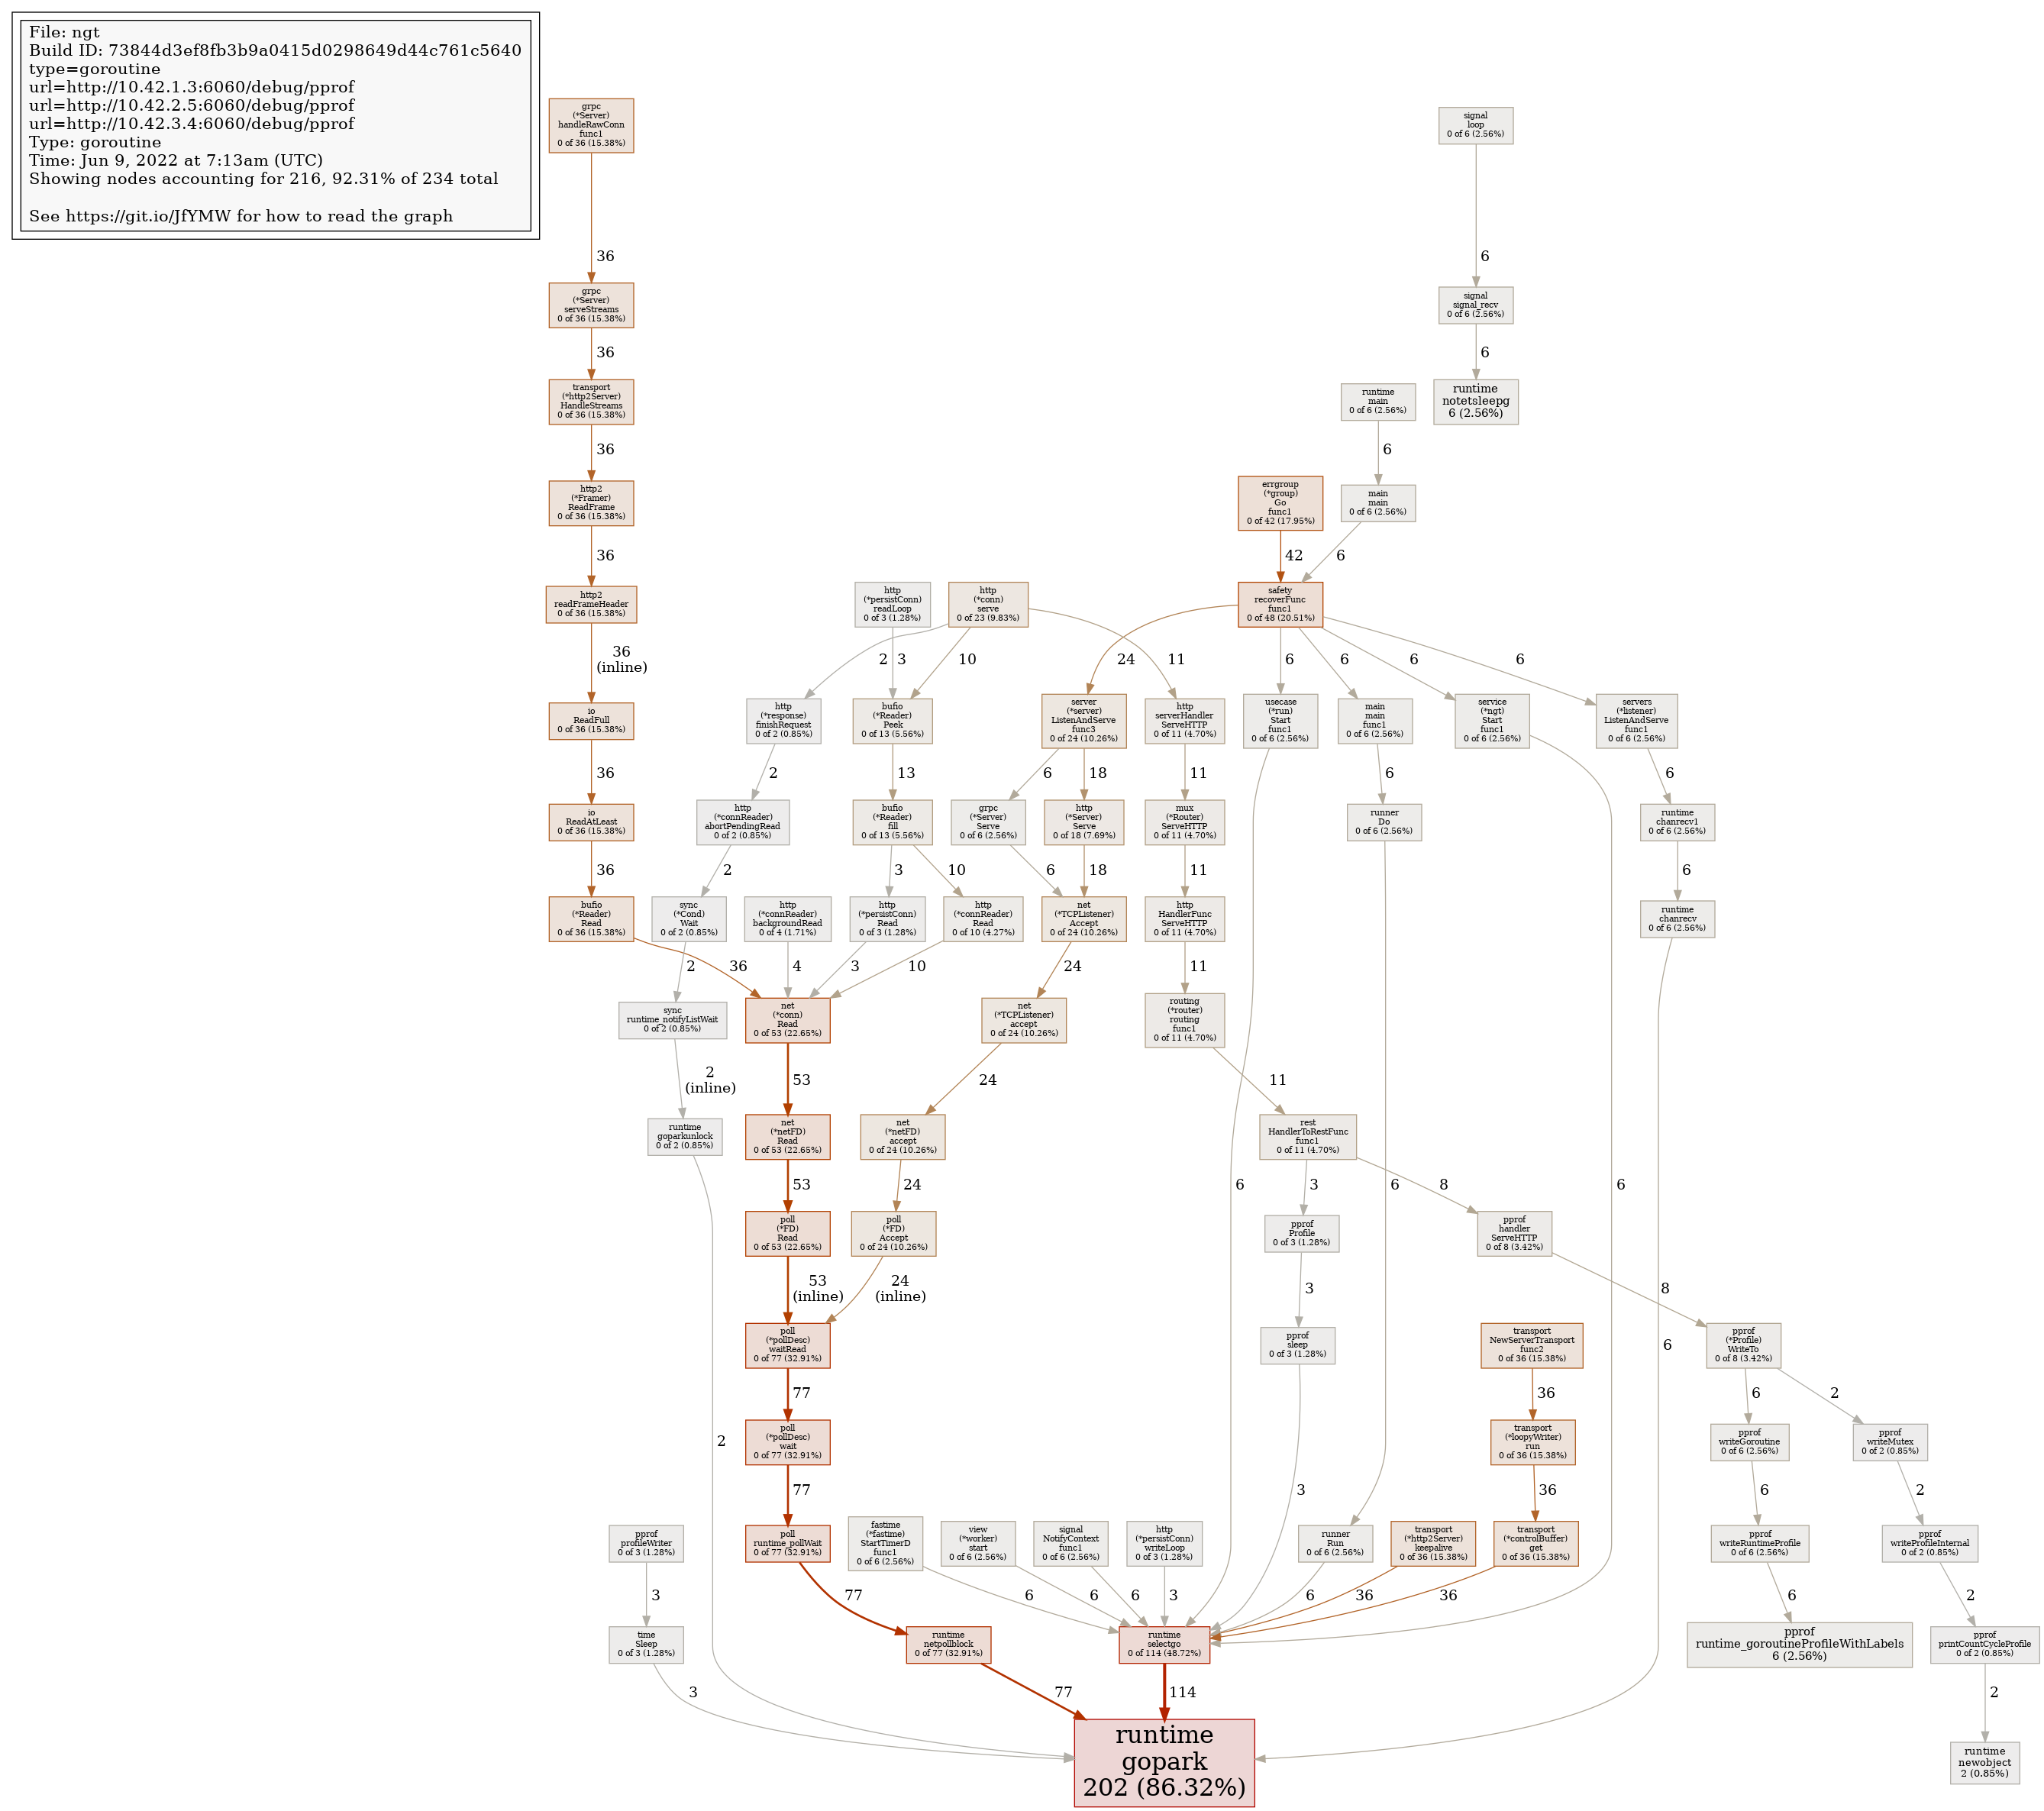 File: ngt
Build ID: 73844d3ef8fb3b9a0415d0298649d44c761c5640
type=goroutine
url=http://10.42.1.3:6060/debug/pprof
url=http://10.42.2.5:6060/debug/pprof
url=http://10.42.3.4:6060/debug/pprof
Type: goroutine
Time: Jun 9, 2022 at 7:13am (UTC)
Showing nodes accounting for 216, 92.31% of 234 total
See https://git.io/JfYMW for how to read the graph
grpc
(*Server)
handleRawConn
func1
0 of 36 (15.38%)
signal
loop
0 of 6 (2.56%)
36
6
grpc
(*Server)
serveStreams
0 of 36 (15.38%)
signal
signal_recv
0 of 6 (2.56%)
36
6
transport
(*http2Server)
HandleStreams
0 of 36 (15.38%)
runtime
main
0 of 6 (2.56%)
runtime
notetsleepg
6 (2.56%)
36
6
http2
(*Framer)
ReadFrame
0 of 36 (15.38%)
errgroup
(*group)
Go
func1
0 of 42 (17.95%)
main
main
0 of 6 (2.56%)
36
42
6
http2
readFrameHeader
0 of 36 (15.38%)
http
(*persistConn)
readLoop
0 of 3 (1.28%)
http
(*conn)
serve
0 of 23 (9.83%)
safety
recoverFunc
func1
0 of 48 (20.51%)
36
(inline)
2
3
10
24
11
6
6
6
6
io
ReadFull
0 of 36 (15.38%)
http
(*response)
finishRequest
0 of 2 (0.85%)
bufio
(*Reader)
Peek
0 of 13 (5.56%)
server
(*server)
ListenAndServe
func3
0 of 24 (10.26%)
http
serverHandler
ServeHTTP
0 of 11 (4.70%)
usecase
(*run)
Start
func1
0 of 6 (2.56%)
main
main
func1
0 of 6 (2.56%)
service
(*ngt)
Start
func1
0 of 6 (2.56%)
servers
(*listener)
ListenAndServe
func1
0 of 6 (2.56%)
36
2
13
6
18
11
6
6
io
ReadAtLeast
0 of 36 (15.38%)
http
(*connReader)
abortPendingRead
0 of 2 (0.85%)
bufio
(*Reader)
fill
0 of 13 (5.56%)
grpc
(*Server)
Serve
0 of 6 (2.56%)
http
(*Server)
Serve
0 of 18 (7.69%)
mux
(*Router)
ServeHTTP
0 of 11 (4.70%)
runner
Do
0 of 6 (2.56%)
runtime
chanrecv1
0 of 6 (2.56%)
36
2
3
10
6
18
11
6
bufio
(*Reader)
Read
0 of 36 (15.38%)
sync
(*Cond)
Wait
0 of 2 (0.85%)
http
(*connReader)
backgroundRead
0 of 4 (1.71%)
http
(*persistConn)
Read
0 of 3 (1.28%)
http
(*connReader)
Read
0 of 10 (4.27%)
net
(*TCPListener)
Accept
0 of 24 (10.26%)
http
HandlerFunc
ServeHTTP
0 of 11 (4.70%)
runtime
chanrecv
0 of 6 (2.56%)
2
36
4
3
10
24
11
sync
runtime_notifyListWait
0 of 2 (0.85%)
net
(*conn)
Read
0 of 53 (22.65%)
net
(*TCPListener)
accept
0 of 24 (10.26%)
routing
(*router)
routing
func1
0 of 11 (4.70%)
2
(inline)
53
24
11
runtime
goparkunlock
0 of 2 (0.85%)
net
(*netFD)
Read
0 of 53 (22.65%)
net
(*netFD)
accept
0 of 24 (10.26%)
rest
HandlerToRestFunc
func1
0 of 11 (4.70%)
53
24
6
3
6
8
6
poll
(*FD)
Read
0 of 53 (22.65%)
poll
(*FD)
Accept
0 of 24 (10.26%)
pprof
Profile
0 of 3 (1.28%)
pprof
handler
ServeHTTP
0 of 8 (3.42%)
53
(inline)
24
(inline)
3
8
6
poll
(*pollDesc)
waitRead
0 of 77 (32.91%)
pprof
sleep
0 of 3 (1.28%)
transport
NewServerTransport
func2
0 of 36 (15.38%)
pprof
(*Profile)
WriteTo
0 of 8 (3.42%)
77
36
6
2
2
poll
(*pollDesc)
wait
0 of 77 (32.91%)
transport
(*loopyWriter)
run
0 of 36 (15.38%)
pprof
writeGoroutine
0 of 6 (2.56%)
pprof
writeMutex
0 of 2 (0.85%)
77
3
36
6
2
pprof
profileWriter
0 of 3 (1.28%)
poll
runtime_pollWait
0 of 77 (32.91%)
fastime
(*fastime)
StartTimerD
func1
0 of 6 (2.56%)
view
(*worker)
start
0 of 6 (2.56%)
signal
NotifyContext
func1
0 of 6 (2.56%)
http
(*persistConn)
writeLoop
0 of 3 (1.28%)
runner
Run
0 of 6 (2.56%)
transport
(*http2Server)
keepalive
0 of 36 (15.38%)
transport
(*controlBuffer)
get
0 of 36 (15.38%)
pprof
writeRuntimeProfile
0 of 6 (2.56%)
pprof
writeProfileInternal
0 of 2 (0.85%)
3
77
6
6
6
3
6
36
36
6
2
time
Sleep
0 of 3 (1.28%)
runtime
netpollblock
0 of 77 (32.91%)
runtime
selectgo
0 of 114 (48.72%)
pprof
runtime_goroutineProfileWithLabels
6 (2.56%)
pprof
printCountCycleProfile
0 of 2 (0.85%)
3
77
114
2
runtime
gopark
202 (86.32%)
runtime
newobject
2 (0.85%)